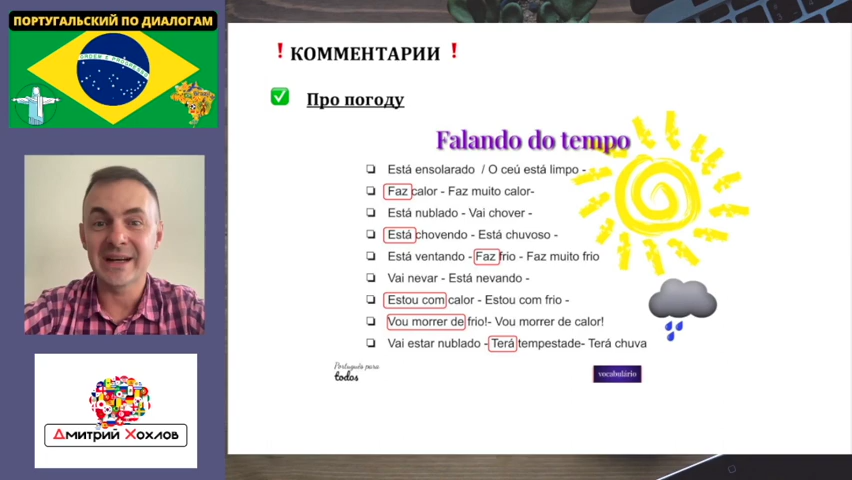 ПОРТУГАЛЬСКИЙ ПО ДИАЛОГАМ
ORDEM E PROGRESSO
Дмитрий Хохлов
! КОММЕНТАРИИ !
Про погоду
Falando do tempo
Está ensolarado / O ceú está limpo -
Faz calor - Faz muito calor-
Está nublado - Vai chover -
Está chovendo - Está chuvoso -
Está ventando - Faz frio - Faz muito frio
Vai nevar - Está nevando -
Estou com calor - Estou com frio -
Vou morrer de frio!- Vou morrer de calor!
Vai estar nublado - Terá tempestade- Terá chuva
Português para
todos
vocabulário